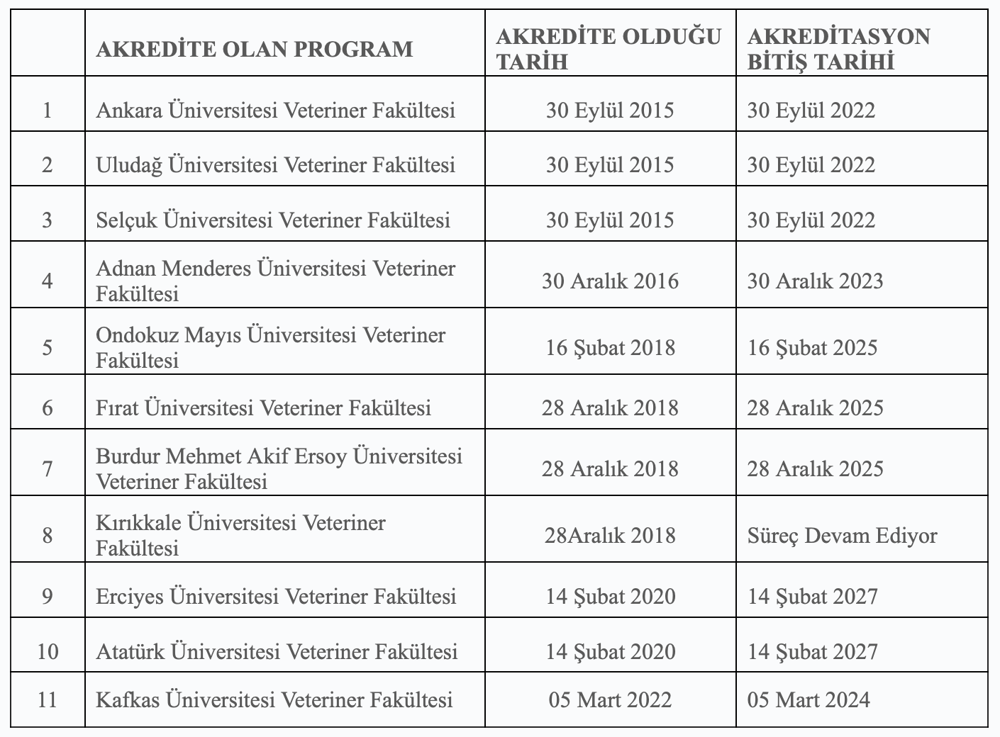 AKREDİTE OLAN PROGRAM
AKREDİTE OLDUĞU
TARİH
AKREDİTASYON
BİTİŞ TARİHİ
1 Ankara Üniversitesi Veteriner Fakültesi 30 Eylül 2015 30 Eylül 2022
2 Uludağ Üniversitesi Veteriner Fakültesi 30 Eylül 2015 30 Eylül 2022
3 Selçuk Üniversitesi Veteriner Fakültesi 30 Eylül 2015 30 Eylül 2022
4 Adnan Menderes Üniversitesi Veteriner
Fakültesi 30 Aralık 2016 30 Aralık 2023
5 Ondokuz Mayıs Üniversitesi Veteriner
Fakültesi 16 Şubat 2018 16 Şubat 2025
6 Fırat Üniversitesi Veteriner Fakültesi 28 Aralık 2018 28 Aralık 2025
7 Burdur Mehmet Akif Ersoy Üniversitesi
Veteriner Fakültesi 28 Aralık 2018 28 Aralık 2025
8 Kırıkkale Üniversitesi Veteriner
Fakültesi 28Aralık 2018 Süreç Devam Ediyor
9 Erciyes Üniversitesi Veteriner Fakültesi 14 Şubat 2020 14 Şubat 2027
10 Atatürk Üniversitesi Veteriner Fakültesi 14 Şubat 2020 14 Şubat 2027
11 Kafkas Üniversitesi Veteriner Fakültesi 05 Mart 2022 05 Mart 2024